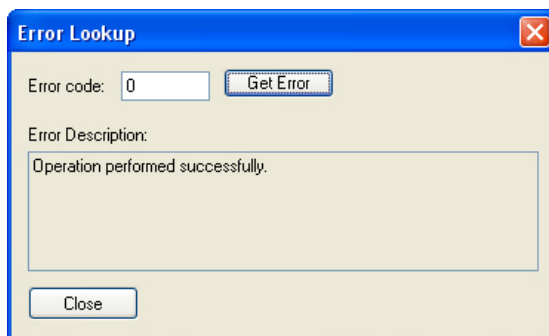 Error Lookup
Error code: 0 Get Error
Error Description:
Operation performed successfully.
Close